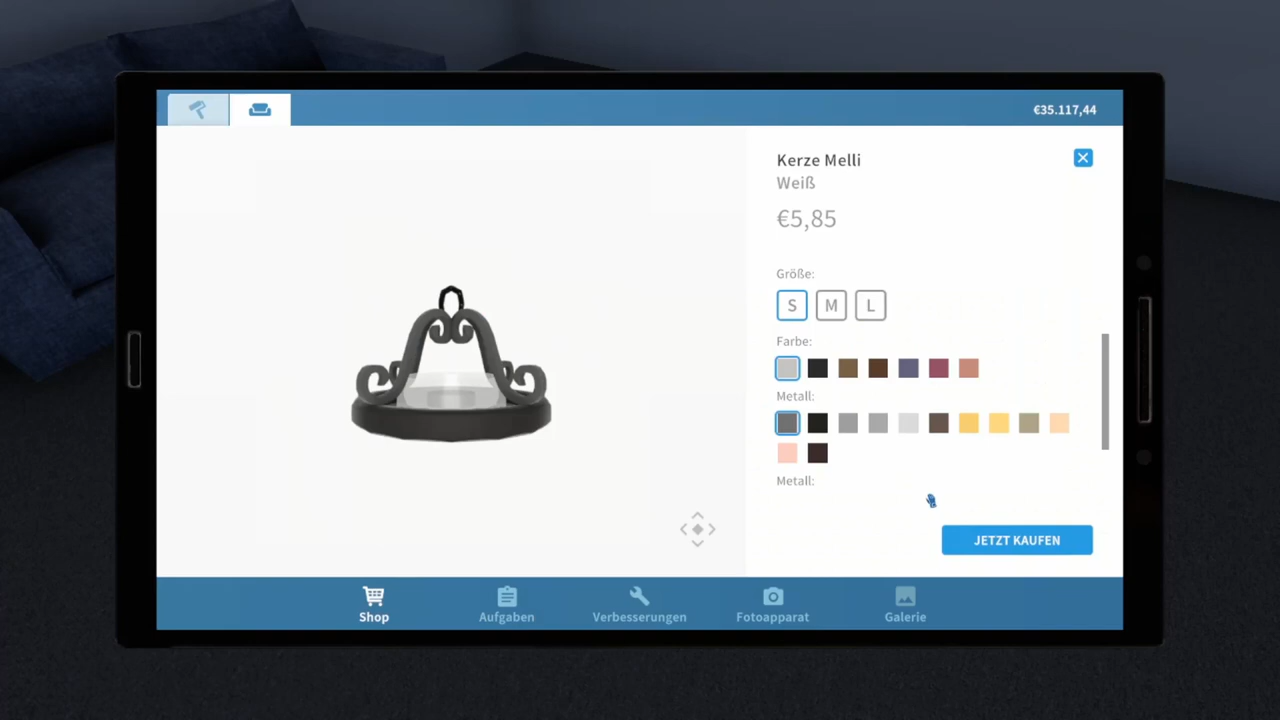 €35.117,44
Kerze Melli
Weiß
€5,85
Größe:
S M L
Farbe:
Metall:
Metall:
JETZT KAUFEN
Shop Aufgaben Verbesserungen Fotoapparat Galerie